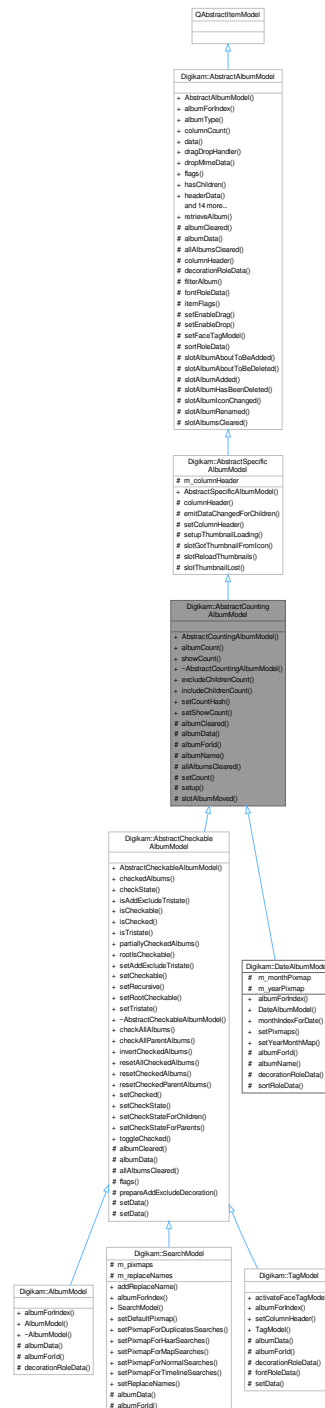 QAbstractItemModel
Digikam::AbstractAlbumModel
+ AbstractAlbumModel()
+ albumForIndex()
+ albumType()
+ columnCount()
+ data()
+ dragDropHandler()
+ dropMimeData()
+ flags()
+ hasChildren()
+ headerData()
and 14 more...
+ retrieveAlbum()
# albumCleared()
# albumData()
# allAlbumsCleared()
# columnHeader()
# decorationRoleData()
# filterAlbum()
# fontRoleData()
# itemFlags()
# setEnableDrag()
# setEnableDrop()
# setFaceTagModel()
# sortRoleData()
# slotAlbumAboutToBeAdded()
# slotAlbumAboutToBeDeleted()
# slotAlbumAdded()
# slotAlbumHasBeenDeleted()
# slotAlbumIconChanged()
# slotAlbumRenamed()
# slotAlbumsCleared()
Digikam::AbstractSpecific
AlbumModel
# m_columnHeader
+ AbstractSpecificAlbumModel()
# columnHeader()
# emitDataChangedForChildren()
# setColumnHeader()
# setupThumbnailLoading()
# slotGotThumbnailFromIcon()
# slotReloadThumbnails()
# slotThumbnailLost()
Digikam::AbstractCounting
AlbumModel
+ AbstractCountingAlbumModel()
+ albumCount()
+ showCount()
+ ~AbstractCountingAlbumModel()
+ excludeChildrenCount()
+ includeChildrenCount()
+ setCountHash()
+ setShowCount()
# albumCleared()
# albumData()
# albumForId()
# albumName()
# allAlbumsCleared()
# setCount()
# setup()
# slotAlbumMoved()
Digikam::AbstractCheckable
AlbumModel
+ AbstractCheckableAlbumModel()
+ checkedAlbums()
+ checkState()
+ isAddExcludeTristate()
+ isCheckable()
+ isChecked()
+ isTristate()
+ partiallyCheckedAlbums()
+ rootIsCheckable()
+ setAddExcludeTristate()
+ setCheckable()
+ setRecursive()
+ setRootCheckable()
+ setTristate()
+ ~AbstractCheckableAlbumModel()
+ checkAllAlbums()
+ checkAllParentAlbums()
+ invertCheckedAlbums()
+ resetAllCheckedAlbums()
+ resetCheckedAlbums()
+ resetCheckedParentAlbums()
+ setChecked()
+ setCheckState()
+ setCheckStateForChildren()
+ setCheckStateForParents()
+ toggleChecked()
# albumCleared()
# albumData()
# allAlbumsCleared()
# flags()
# prepareAddExcludeDecoration()
# setData()
# setData()
Digikam::DateAlbumModel
# m_monthPixmap
# m_yearPixmap
+ albumForIndex()
+ DateAlbumModel()
+ monthIndexForDate()
+ setPixmaps()
+ setYearMonthMap()
# albumForId()
# albumName()
# decorationRoleData()
# sortRoleData()
Digikam::AlbumModel
+ albumForIndex()
+ AlbumModel()
+ ~AlbumModel()
# albumData()
# albumForId()
# decorationRoleData()
Digikam::SearchModel
# m_pixmaps
# m_replaceNames
+ addReplaceName()
+ albumForIndex()
+ SearchModel()
+ setDefaultPixmap()
+ setPixmapForDuplicatesSearches()
+ setPixmapForHaarSearches()
+ setPixmapForMapSearches()
+ setPixmapForNormalSearches()
+ setPixmapForTimelineSearches()
+ setReplaceNames()
# albumData()
# albumForId()
Digikam::TagModel
+ activateFaceTagModel()
+ albumForIndex()
+ setColumnHeader()
+ TagModel()
# albumData()
# albumForId()
# decorationRoleData()
# fontRoleData()
# setData()